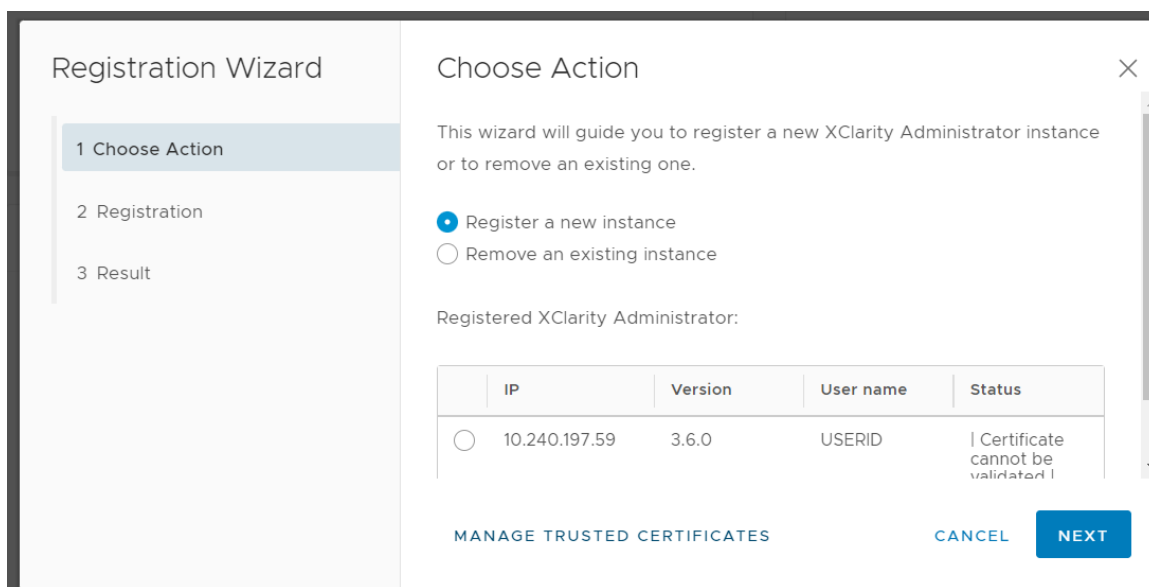 Registration Wizard
1 Choose Action
2 Registration
3 Result
Choose Action
This wizard will guide you to register a new XClarity Administrator instance
or to remove an existing one.
Register a new instance
Remove an existing instance
Registered XClarity Administrator:
IP Version User name Status
10.240.197.59 3.6.0 USERID | Certificate
cannot be
validated |
MANAGE TRUSTED CERTIFICATES CANCEL NEXT